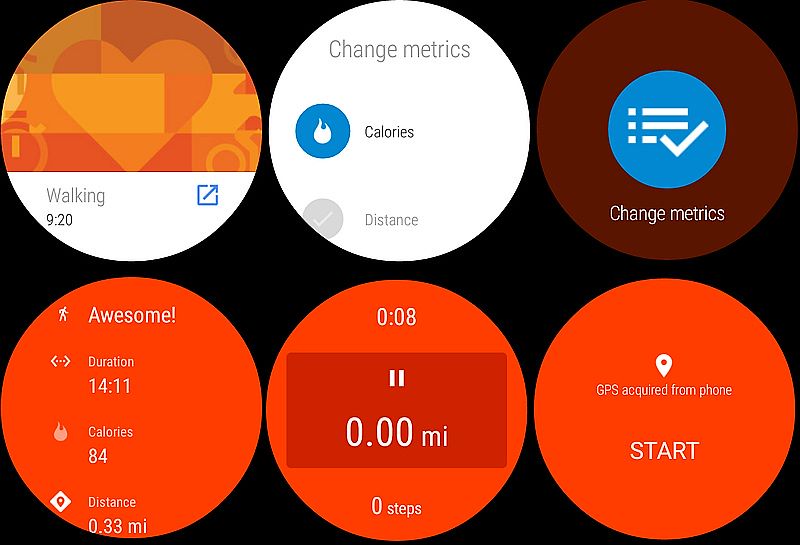 Walking
9:20
Change metrics
Calories
Distance
Change metrics
Awesome!
Duration
14:11
Calories
84
Distance
0.33 mi
0:08
0.00 mi
0 steps
GPS acquired from phone
START